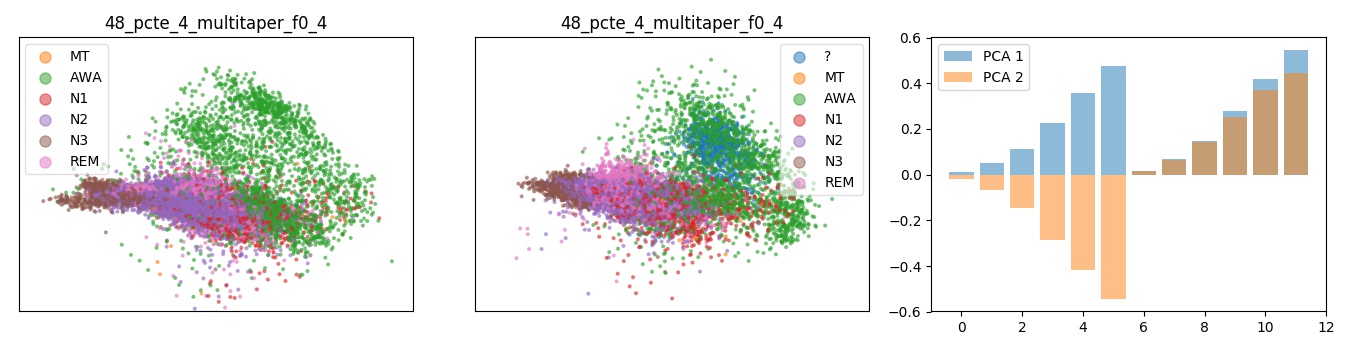 48_pcte_4_multitaper_f0_4
MT
AWA
N1
N2
N3
REM
48_pcte_4_multitaper_f0_4
?
MT
AWA
N1
N2
N3
REM
PCA 1
PCA 2
0.6
0.4
0.2
0.0
−0.2
−0.4
−0.6
0 2 4 6 8 10 12